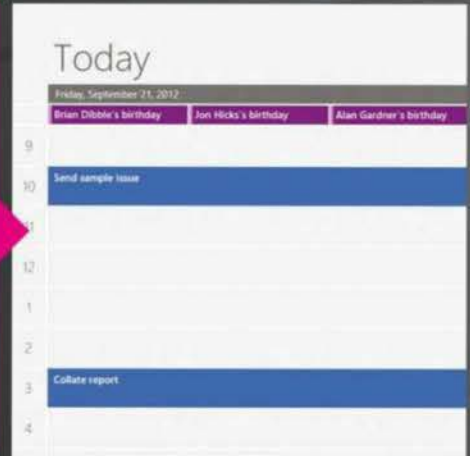 Today
Friday, September 21, 2012
Brian Dibble's birthday Jon Hicks's birthday Alan Gardner's birthday
9
10 Send sample issue
11
12
1
2
3 Collate report
4